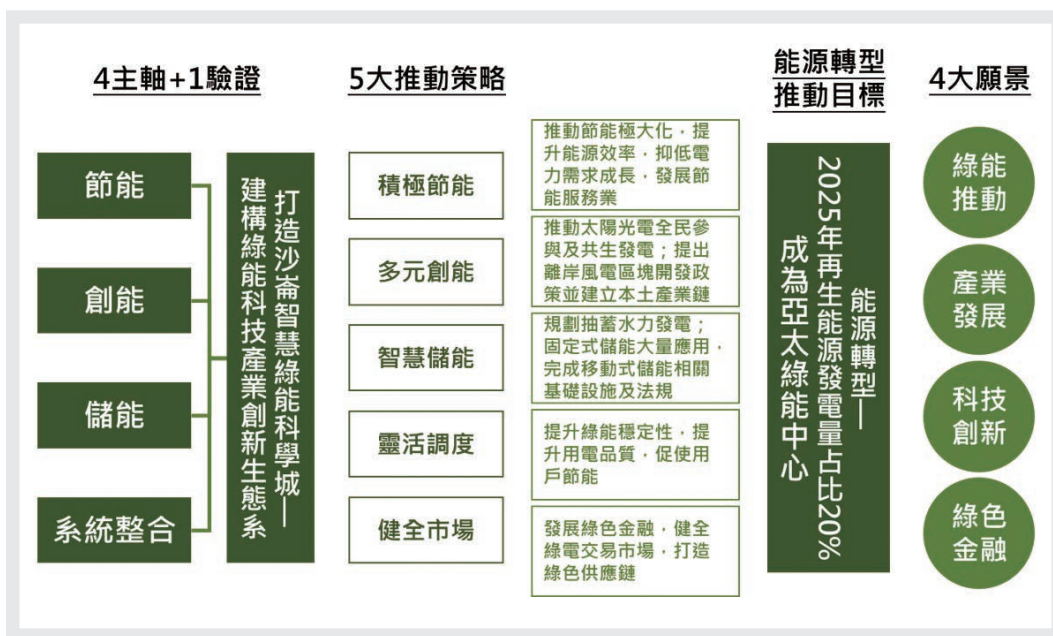 4主軸+1驗證
節能
創能
儲能
系統整合
打造沙崙智慧綠能科學城—
建構綠能科技產業創新生態系
5大推動策略
積極節能
推動節能極大化，提
升能源效率，抑低電
力需求成長，發展節
能服務業
多元創能
推動太陽光電全民參
與及共生發電；提出
離岸風電區塊開發政
策並建立本土產業鏈
智慧儲能
規劃抽蓄水力發電；
固定式儲能大量應用，
完成移動式儲能相關
基礎設施及法規
靈活調度
提升綠能穩定性，提
升用電品質，促使用
戶節能
健全市場
發展綠色金融，健全
綠電交易市場，打造
綠色供應鏈
能源轉型
推動目標
能源轉型—
2025年再生能源發電量占比20%
成為亞太綠能中心
4大願景
綠能
推動
產業
發展
科技
創新
綠色
金融